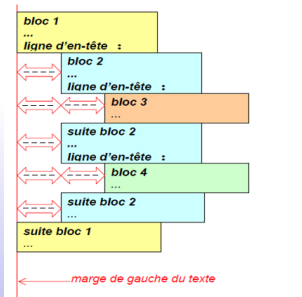 bloc 1
...
ligne d'en-tête :
bloc 2
...
ligne d'en-tête :
bloc 3
...
suite bloc 2
...
ligne d'en-tête :
bloc 4
...
suite bloc 2
...
suite bloc 1
...
marge de gauche du texte